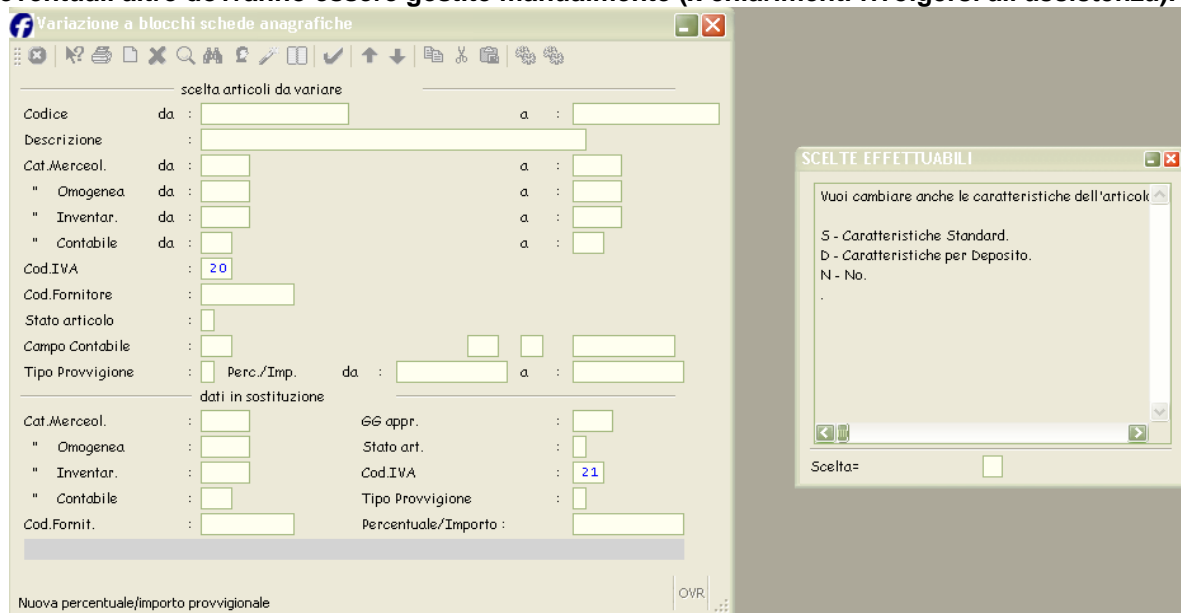 Variazione a blocchi schede anagrafiche
scelta articoli da variare
Codice da : a :
Descrizione :
Cat.Merceol. da : a :
" Omogenea da : a :
" Inventar. da : a :
" Contabile da : a :
Cod.IVA : 20
Cod.Fornitore :
Stato articolo :
Campo Contabile :
Tipo Provvigione : Perc./Imp. da : a :
dati in sostituzione
Cat.Merceol. : GG appr. :
" Omogenea : Stato art. :
" Inventar. : Cod.IVA : 21
" Contabile : Tipo Provvigione :
Cod.Fornit. : Percentuale/Importo :
OVR
Nuova percentuale/importo provvigionale
SCELTE EFFETTUABILI
Vuoi cambiare anche le caratteristiche dell'articolo
S - Caratteristiche Standard.
D - Caratteristiche per Deposito.
N - No.
.
Scelta=